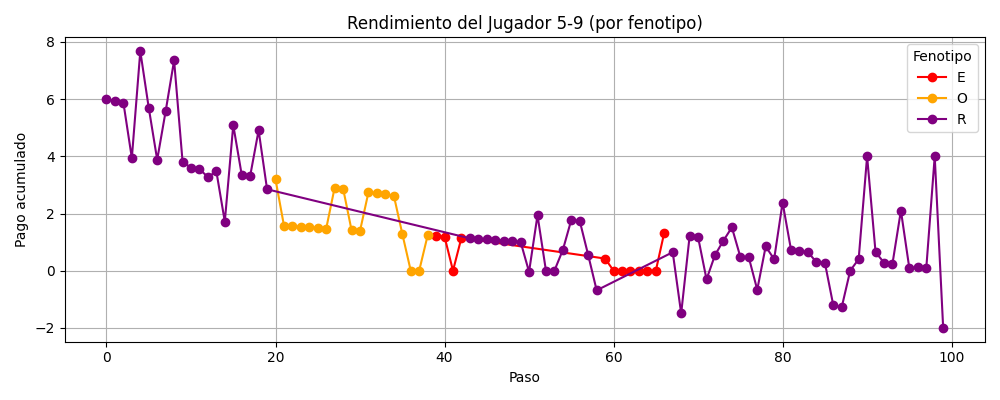 Rendimiento del Jugador 5-9 (por fenotipo)
Pago acumulado
8
6
4
2
0
−2
Fenotipo
E
O
R
0 20 40 60 80 100
Paso